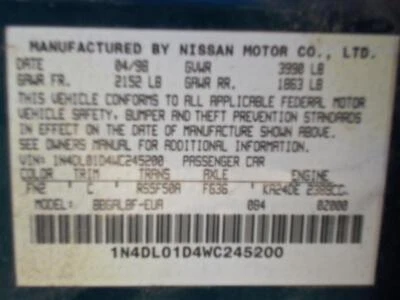 MANUFACTURED BY NISSAN MOTOR CO., LTD.
DATE 04/98 GVWR 3990 LB
GAWR FR. 2152 LB GAWR RR. 1863 LB
THIS VEHICLE CONFORMS TO ALL APPLICABLE FEDERAL MOTOR
VEHICLE SAFETY, BUMPER AND THEFT PREVENTION STANDARDS
IN EFFECT ON THE DATE OF MANUFACTURE SHOWN ABOVE.
SEE OWNERS MANUAL FOR ADDITIONAL INFORMATION.
VIN: 1N4DL01D4WC245200 PASSENGER CAR
COLOR TRIM TRANS AXLE ENGINE
FN2 C RS5F50A F636 KA24DE 2389CC
MODEL: 084 02000
1N4DL01D4WC245200